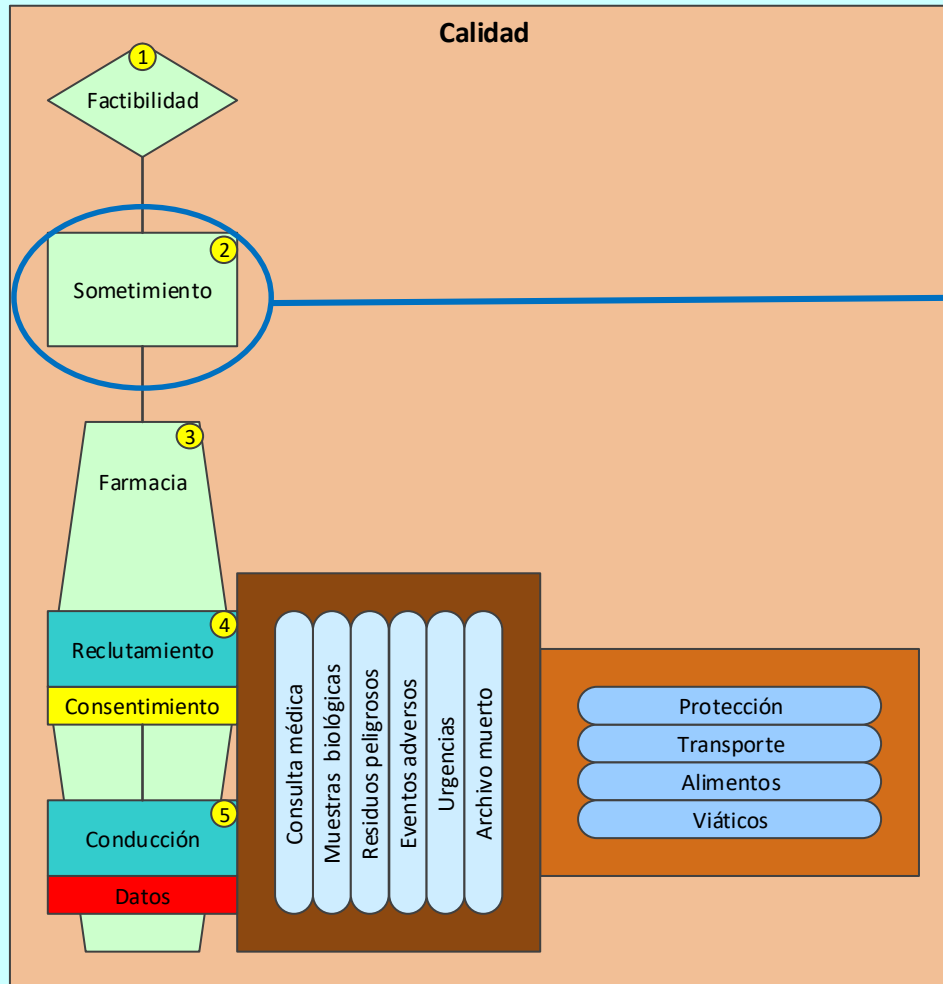 Calidad
1
Factibilidad
2
Sometimiento
3
Farmacia
4
Reclutamiento
Consentimiento
5
Conducción
Datos
Consulta médica
Muestras biológicas
Residuos peligrosos
Eventos adversos
Urgencias
Archivo muerto
Protección
Transporte
Alimentos
Viáticos